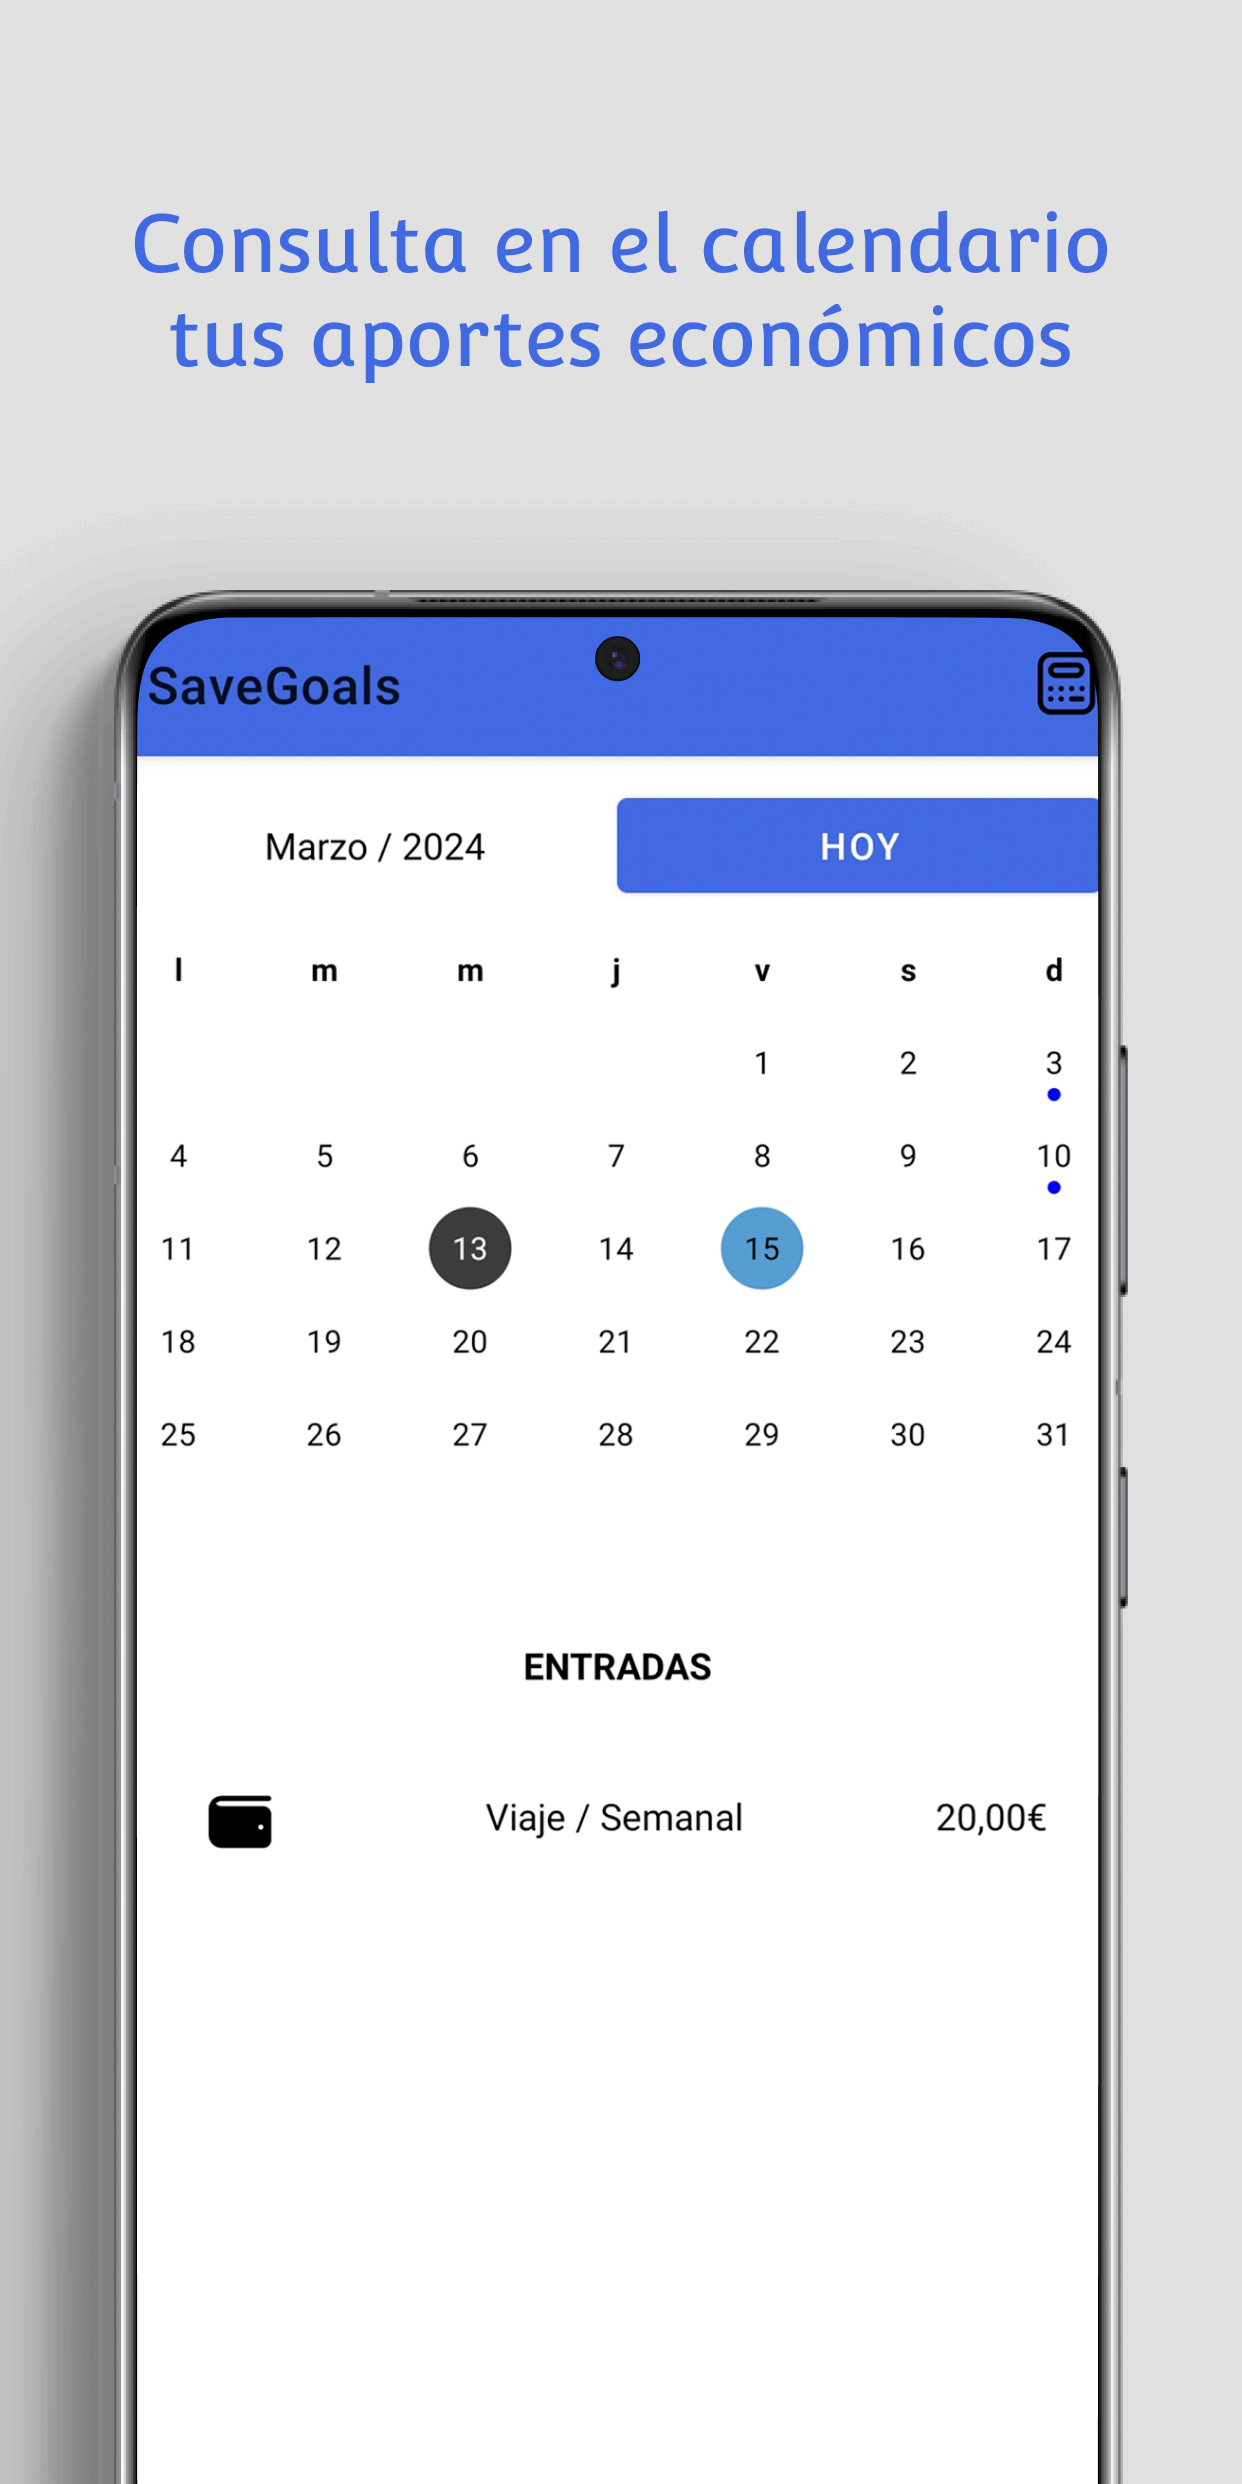 Consulta en el calendario
tus aportes económicos
SaveGoals
Marzo / 2024
HOY
l m m j v s d
1 2 3
4 5 6 7 8 9 10
11 12 13 14 15 16 17
18 19 20 21 22 23 24
25 26 27 28 29 30 31
ENTRADAS
Viaje / Semanal 20,00€